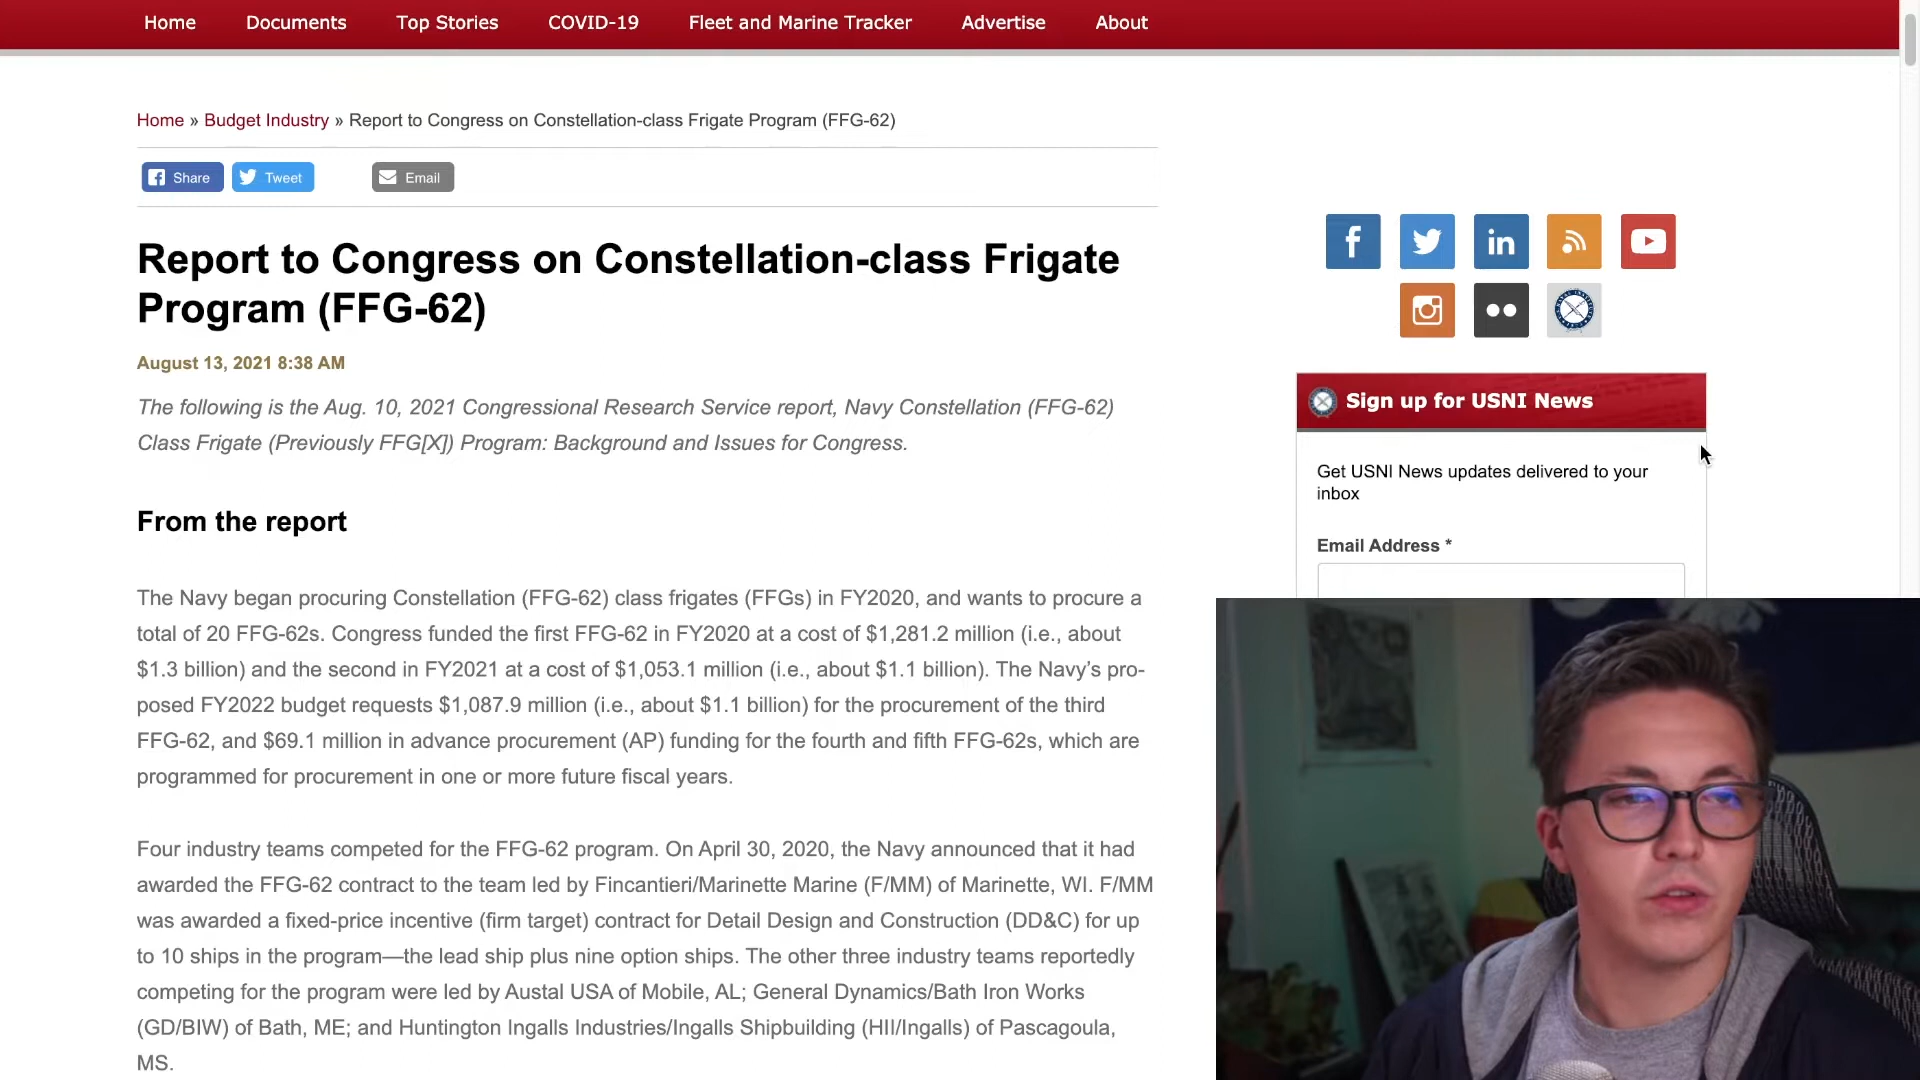 Home Documents Top Stories COVID-19 Fleet and Marine Tracker Advertise About
Home » Budget Industry » Report to Congress on Constellation-class Frigate Program (FFG-62)
Share Tweet Email
Report to Congress on Constellation-class Frigate
Program (FFG-62)
August 13, 2021 8:38 AM
The following is the Aug. 10, 2021 Congressional Research Service report, Navy Constellation (FFG-62)
Class Frigate (Previously FFG[X]) Program: Background and Issues for Congress.
From the report
The Navy began procuring Constellation (FFG-62) class frigates (FFGs) in FY2020, and wants to procure a
total of 20 FFG-62s. Congress funded the first FFG-62 in FY2020 at a cost of $1,281.2 million (i.e., about
$1.3 billion) and the second in FY2021 at a cost of $1,053.1 million (i.e., about $1.1 billion). The Navy’s pro-
posed FY2022 budget requests $1,087.9 million (i.e., about $1.1 billion) for the procurement of the third
FFG-62, and $69.1 million in advance procurement (AP) funding for the fourth and fifth FFG-62s, which are
programmed for procurement in one or more future fiscal years.
Four industry teams competed for the FFG-62 program. On April 30, 2020, the Navy announced that it had
awarded the FFG-62 contract to the team led by Fincantieri/Marinette Marine (F/MM) of Marinette, WI. F/MM
was awarded a fixed-price incentive (firm target) contract for Detail Design and Construction (DD&C) for up
to 10 ships in the program—the lead ship plus nine option ships. The other three industry teams reportedly
competing for the program were led by Austal USA of Mobile, AL; General Dynamics/Bath Iron Works
(GD/BIW) of Bath, ME; and Huntington Ingalls Industries/Ingalls Shipbuilding (HII/Ingalls) of Pascagoula,
MS.
Sign up for USNI News
Get USNI News updates delivered to your
inbox
Email Address *